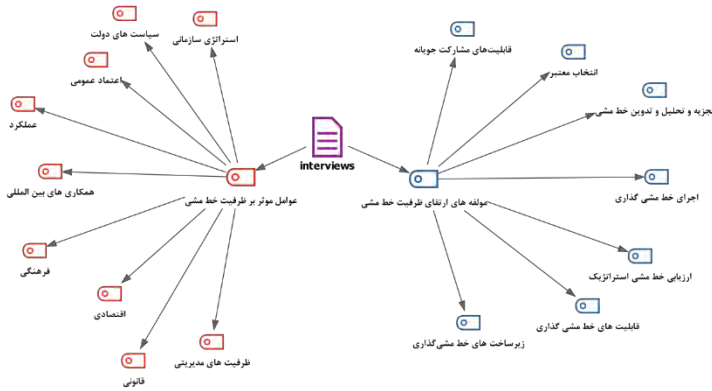 سیاست های دولت
استراتژی سازمانی
اعتماد عمومی
عملکرد
همکاری های بین المللی
عوامل موثر بر ظرفیت خط مشی
فرهنگی
اقتصادی
قانونی
ظرفیت های مدیریتی
interviews
قابلیت‌های مشارکت جویانه
انتخاب معتبر
جزیه و تحلیل و تدوین خط مشی
اجرای خط مشی گذاری
مولفه های ارتقای ظرفیت خط مشی
ارزیابی خط مشی استراتژیک
قابلیت های خط مشی گذاری
زیرساخت های خط مشی‌گذاری